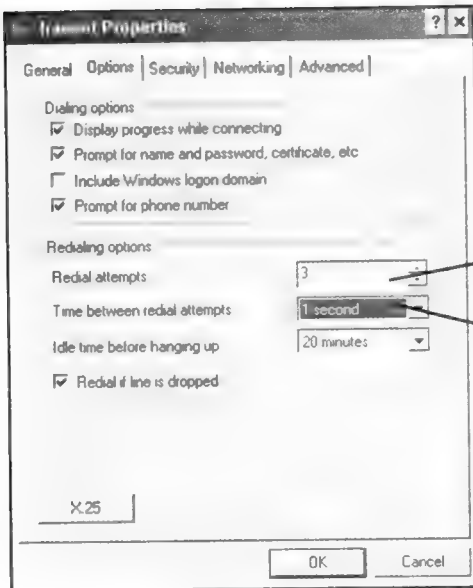 Properties ? ×
General Options Security Networking Advanced
Dialing options
Display progress while connecting
Prompt for name and password, certificate, etc
Include Windows logon domain
Prompt for phone number
Redialing options
Redial attempts 3
Time between redial attempts 1 second
Idle time before hanging up 20 minutes
Redial if line is dropped
X.25
OK Cancel